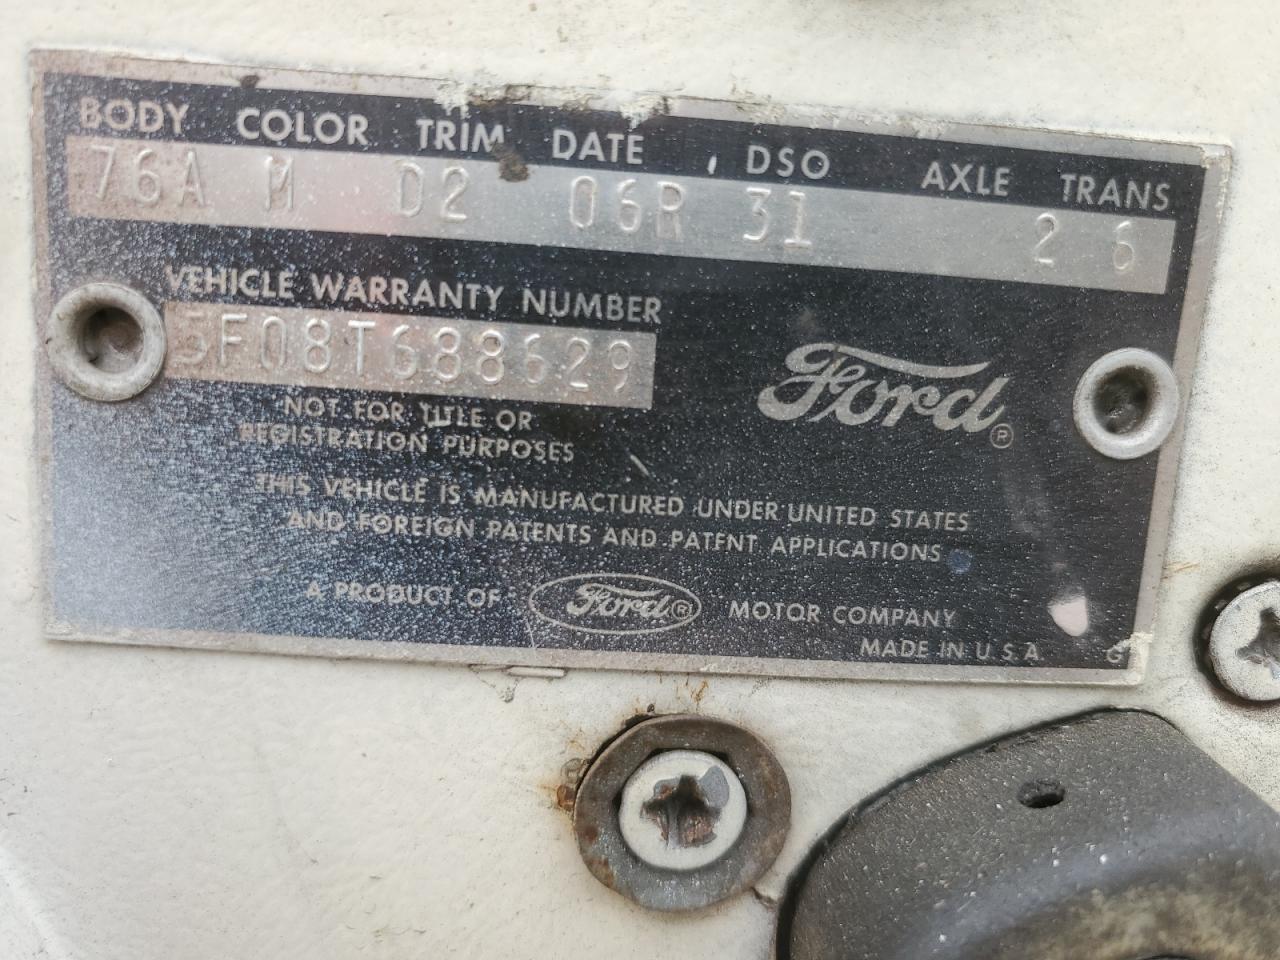 BODY COLOR TRIM DATE DSO AXLE TRANS
76A M D2 06R 31 2 6
VEHICLE WARRANTY NUMBER
5F08T688629
Ford ®
NOT FOR TITLE OR
REGISTRATION PURPOSES
THIS VEHICLE IS MANUFACTURED UNDER UNITED STATES
AND FOREIGN PATENTS AND PATENT APPLICATIONS
A PRODUCT OF Ford ® MOTOR COMPANY
MADE IN U.S.A. G